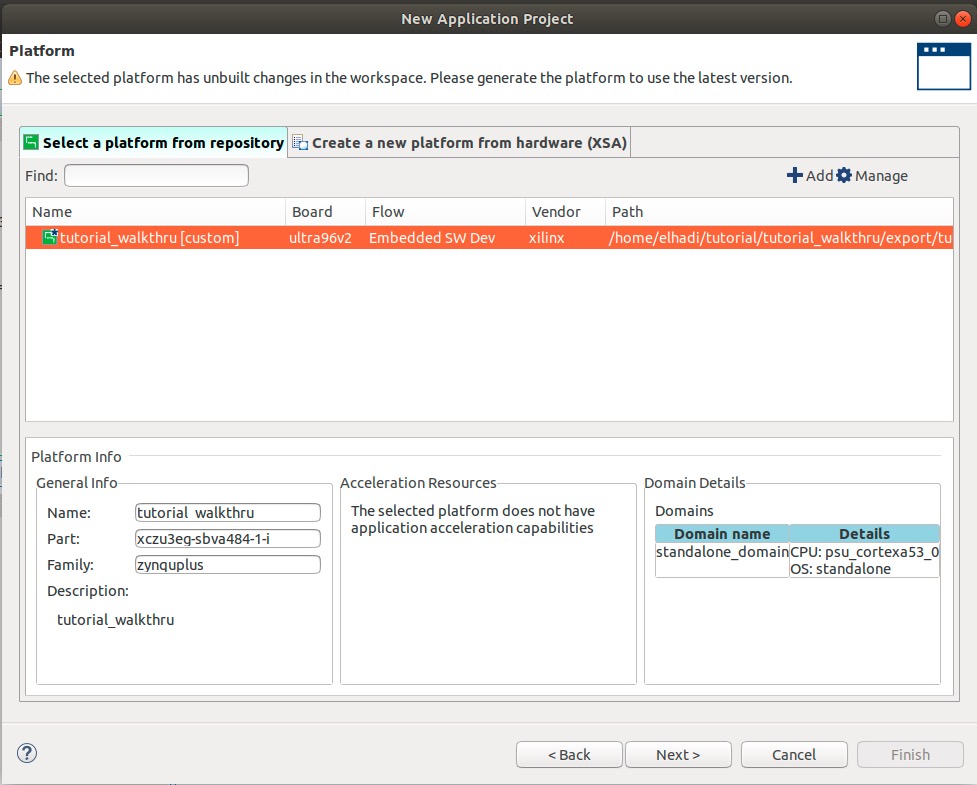 New Application Project
Platform
The selected platform has unbuilt changes in the workspace. Please generate the platform to use the latest version.
Select a platform from repository
Create a new platform from hardware (XSA)
Find:
Add
Manage
Name Board Flow Vendor Path
tutorial_walkthru [custom] ultra96v2 Embedded SW Dev xilinx /home/elhadi/tutorial/tutorial_walkthru/export/tu
Platform Info
General Info
Name: tutorial_walkthru
Part: xczu3eg-sbva484-1-i
Family: zynquplus
Description:
tutorial_walkthru
Acceleration Resources
The selected platform does not have
application acceleration capabilities
Domain Details
Domains
Domain name Details
standalone_domain CPU: psu_cortexa53_0
OS: standalone
?
< Back
Next >
Cancel
Finish